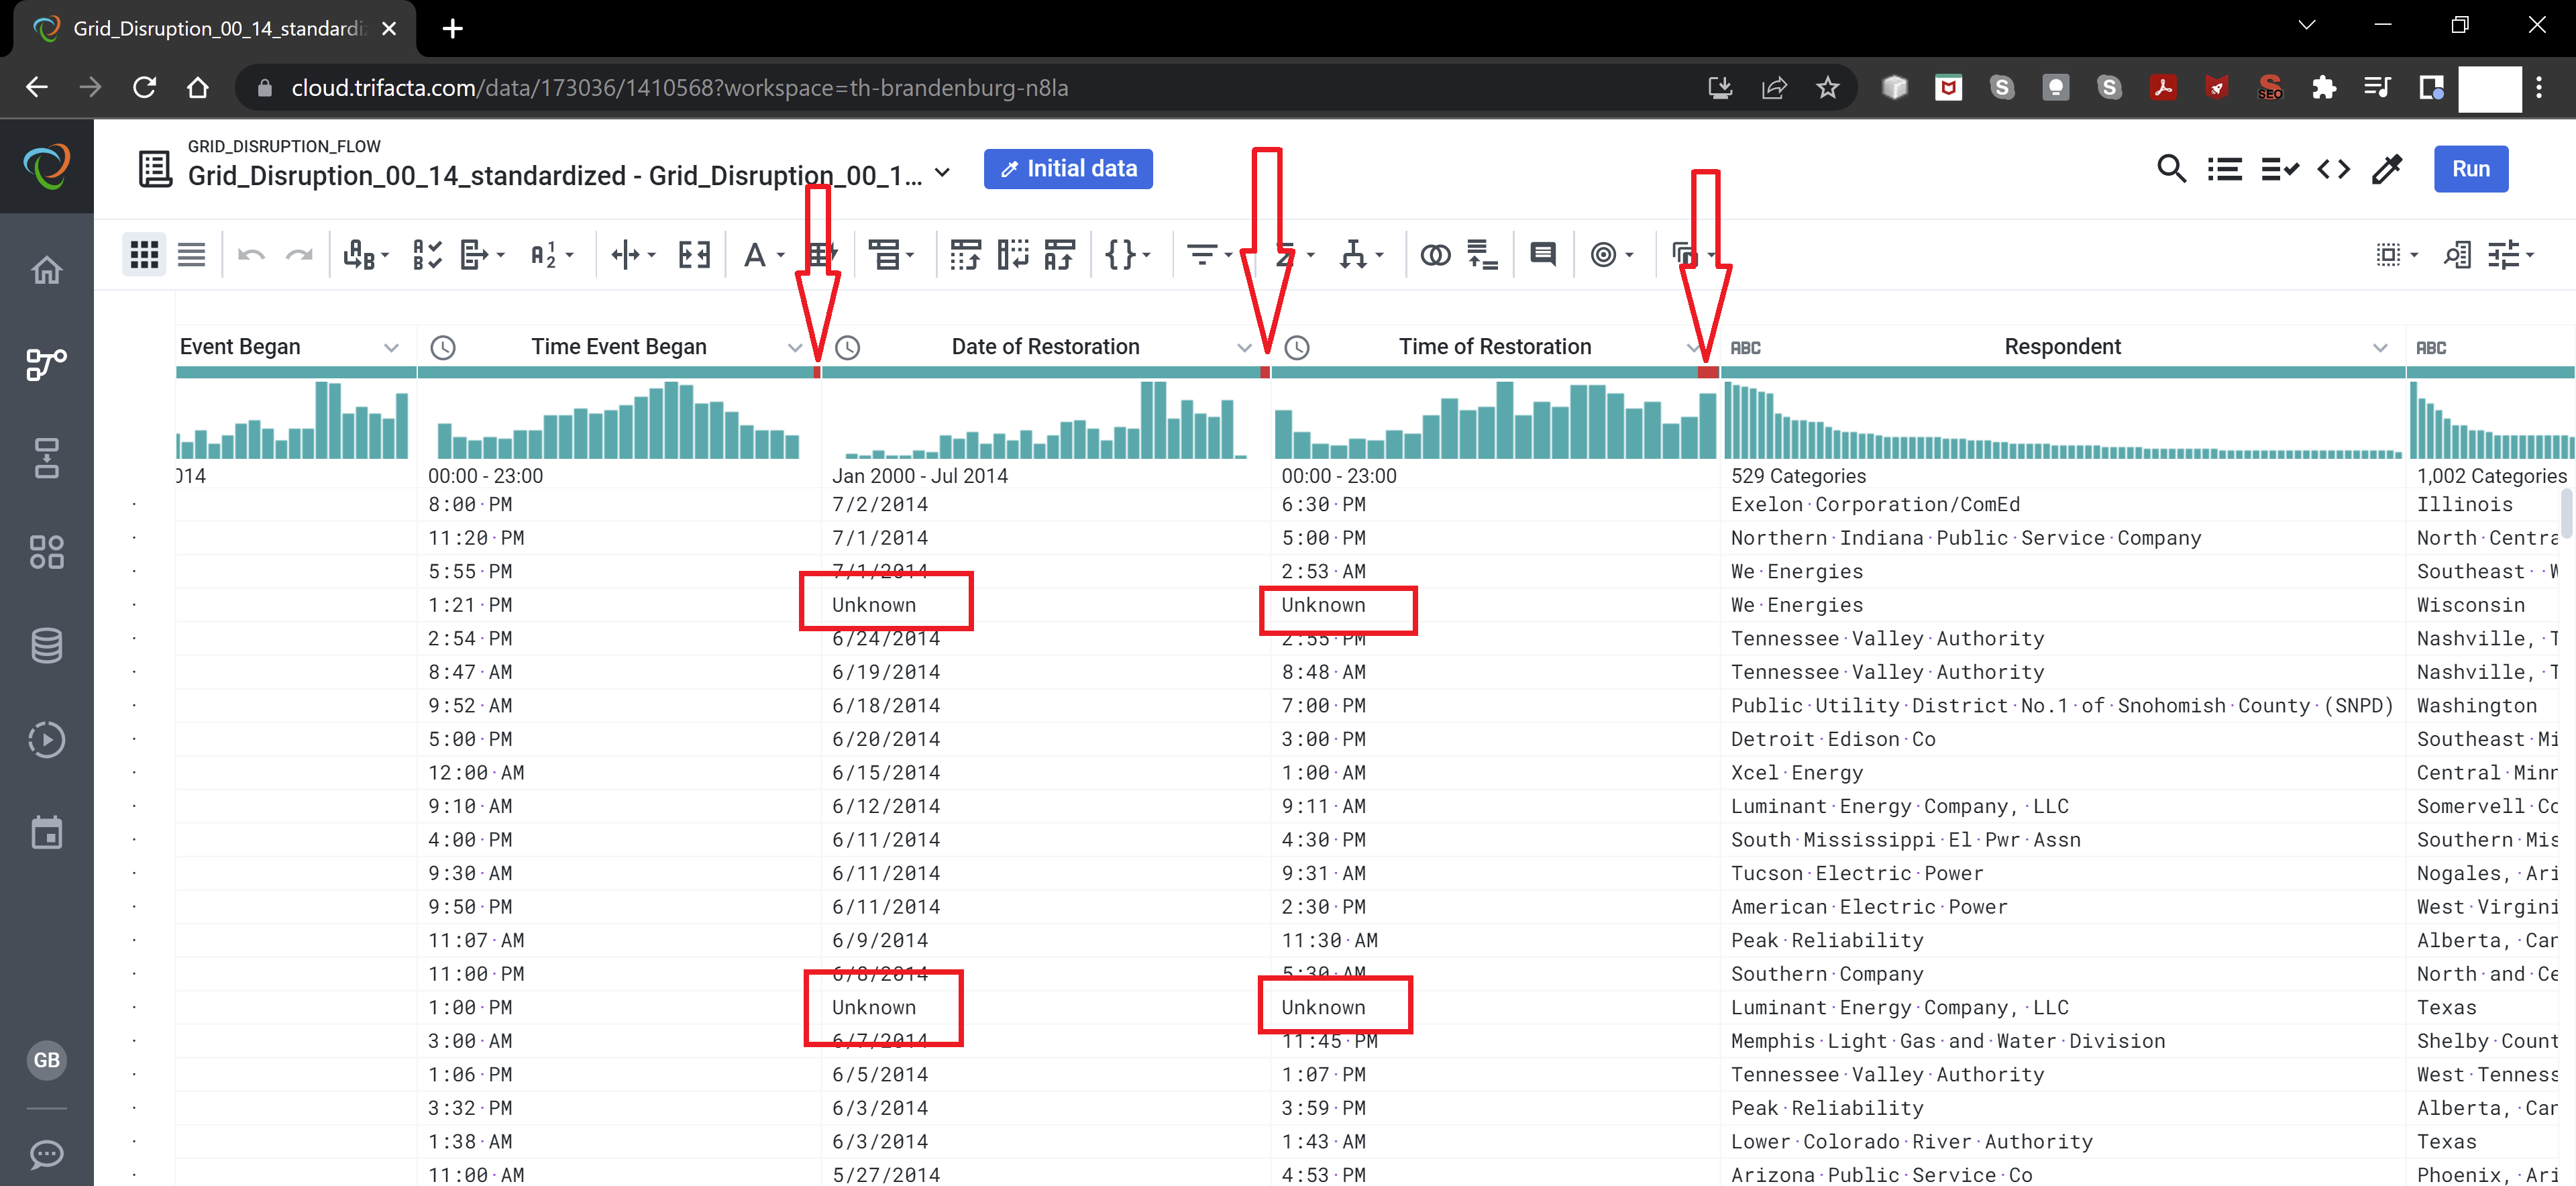 Grid_Disruption_00_14_standardi
cloud.trifacta.com/data/173036/1410568?workspace=th-brandenburg-n8la
GRID_DISRUPTION_FLOW
Grid_Disruption_00_14_standardized - Grid_Disruption_00_1... Initial data Run
Event Began Time Event Began Date of Restoration Time of Restoration ABC Respondent ABC
014 00:00 - 23:00 Jan 2000 - Jul 2014 00:00 - 23:00 529 Categories 1,002 Categories
8:00 PM 7/2/2014 6:30 PM Exelon Corporation/ComEd Illinois
11:20 PM 7/1/2014 5:00 PM Northern Indiana Public Service Company North Centra
5:55 PM 7/1/2014 2:53 AM We Energies Southeast W
1:21 PM Unknown Unknown We Energies Wisconsin
2:54 PM 6/24/2014 2:55 PM Tennessee Valley Authority Nashville, T
8:47 AM 6/19/2014 8:48 AM Tennessee Valley Authority Nashville, T
9:52 AM 6/18/2014 7:00 PM Public Utility District No.1 of Snohomish County (SNPD) Washington
5:00 PM 6/20/2014 3:00 PM Detroit Edison Co Southeast Mi
12:00 AM 6/15/2014 1:00 AM Xcel Energy Central Minn
9:10 AM 6/12/2014 9:11 AM Luminant Energy Company, LLC Somervell Co
4:00 PM 6/11/2014 4:30 PM South Mississippi El Pwr Assn Southern Mis
9:30 AM 6/11/2014 9:31 AM Tucson Electric Power Nogales, Ari
9:50 PM 6/11/2014 2:30 PM American Electric Power West Virgini
11:07 AM 6/9/2014 11:30 AM Peak Reliability Alberta, Can
11:00 PM 6/8/2014 5:30 AM Southern Company North and Ce
1:00 PM Unknown Unknown Luminant Energy Company, LLC Texas
3:00 AM 6/7/2014 11:45 PM Memphis Light Gas and Water Division Shelby Count
1:06 PM 6/5/2014 1:07 PM Tennessee Valley Authority West Tenness
3:32 PM 6/3/2014 3:59 PM Peak Reliability Alberta, Can
1:38 AM 6/3/2014 1:43 AM Lower Colorado River Authority Texas
11:00 AM 5/27/2014 4:53 PM Arizona Public Service Co Phoenix, Ari
GB